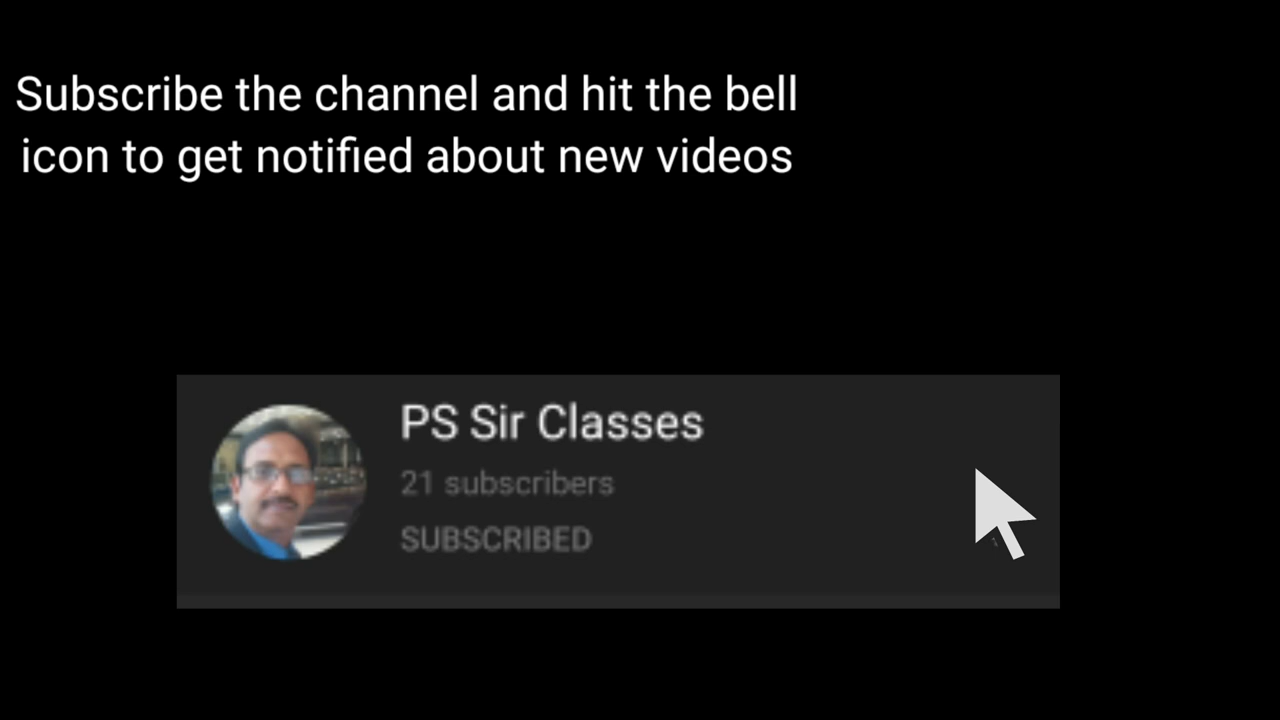 Subscribe the channel and hit the bell
icon to get notified about new videos
PS Sir Classes
21 subscribers
SUBSCRIBED